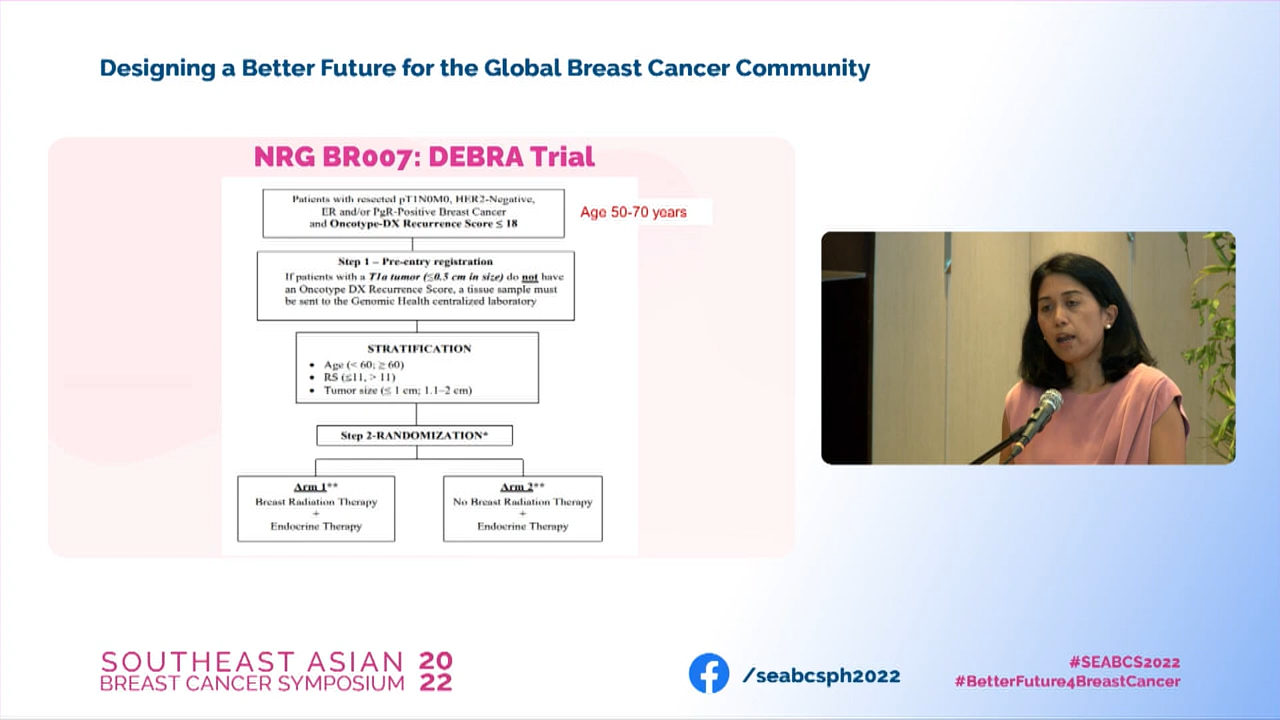 Designing a Better Future for the Global Breast Cancer Community
NRG BR007: DEBRA Trial
Patients with resected pT1N0M0, HER2-Negative,
ER and/or PgR-Positive Breast Cancer
and Oncotype-DX Recurrence Score ≤ 18
Age 50-70 years
Step 1 – Pre-entry registration
If patients with a T1a tumor (≤0.5 cm in size) do not have
an Oncotype DX Recurrence Score, a tissue sample must
be sent to the Genomic Health centralized laboratory
STRATIFICATION
• Age (< 60; ≥ 60)
• RS (≤11, > 11)
• Tumor size (≤ 1 cm; 1.1–2 cm)
Step 2-RANDOMIZATION*
Arm 1**
Breast Radiation Therapy
+
Endocrine Therapy
Arm 2**
No Breast Radiation Therapy
+
Endocrine Therapy
SOUTHEAST ASIAN
BREAST CANCER SYMPOSIUM
20
22
/seabcsph2022
#SEABCS2022
#BetterFuture4BreastCancer